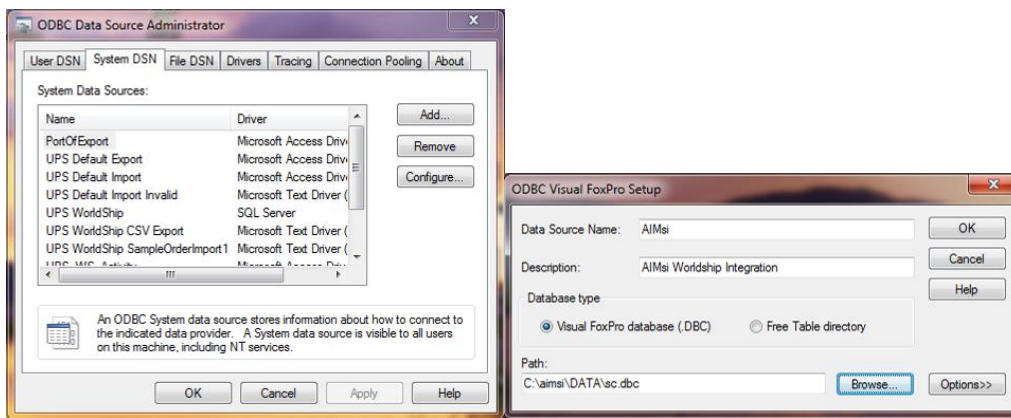 ODBC Data Source Administrator
User DSN System DSN File DSN Drivers Tracing Connection Pooling About
System Data Sources:
Name Driver
PortOfExport Microsoft Access Driv
UPS Default Export Microsoft Access Driv
UPS Default Import Microsoft Access Driv
UPS Default Import Invalid Microsoft Text Driver (
UPS WorldShip SQL Server
UPS WorldShip CSV Export Microsoft Text Driver (
UPS WorldShip SampleOrderImport1 Microsoft Text Driver (
Add...
Remove
Configure...
An ODBC System data source stores information about how to connect to
the indicated data provider. A System data source is visible to all users
on this machine, including NT services.
OK Cancel Apply Help
ODBC Visual FoxPro Setup
Data Source Name: AIMsi
Description: AIMsi Worldship Integration
Database type
Visual FoxPro database (.DBC) Free Table directory
Path:
C:\aimsi\DATA\sc.dbc
Browse... Options>>
OK
Cancel
Help